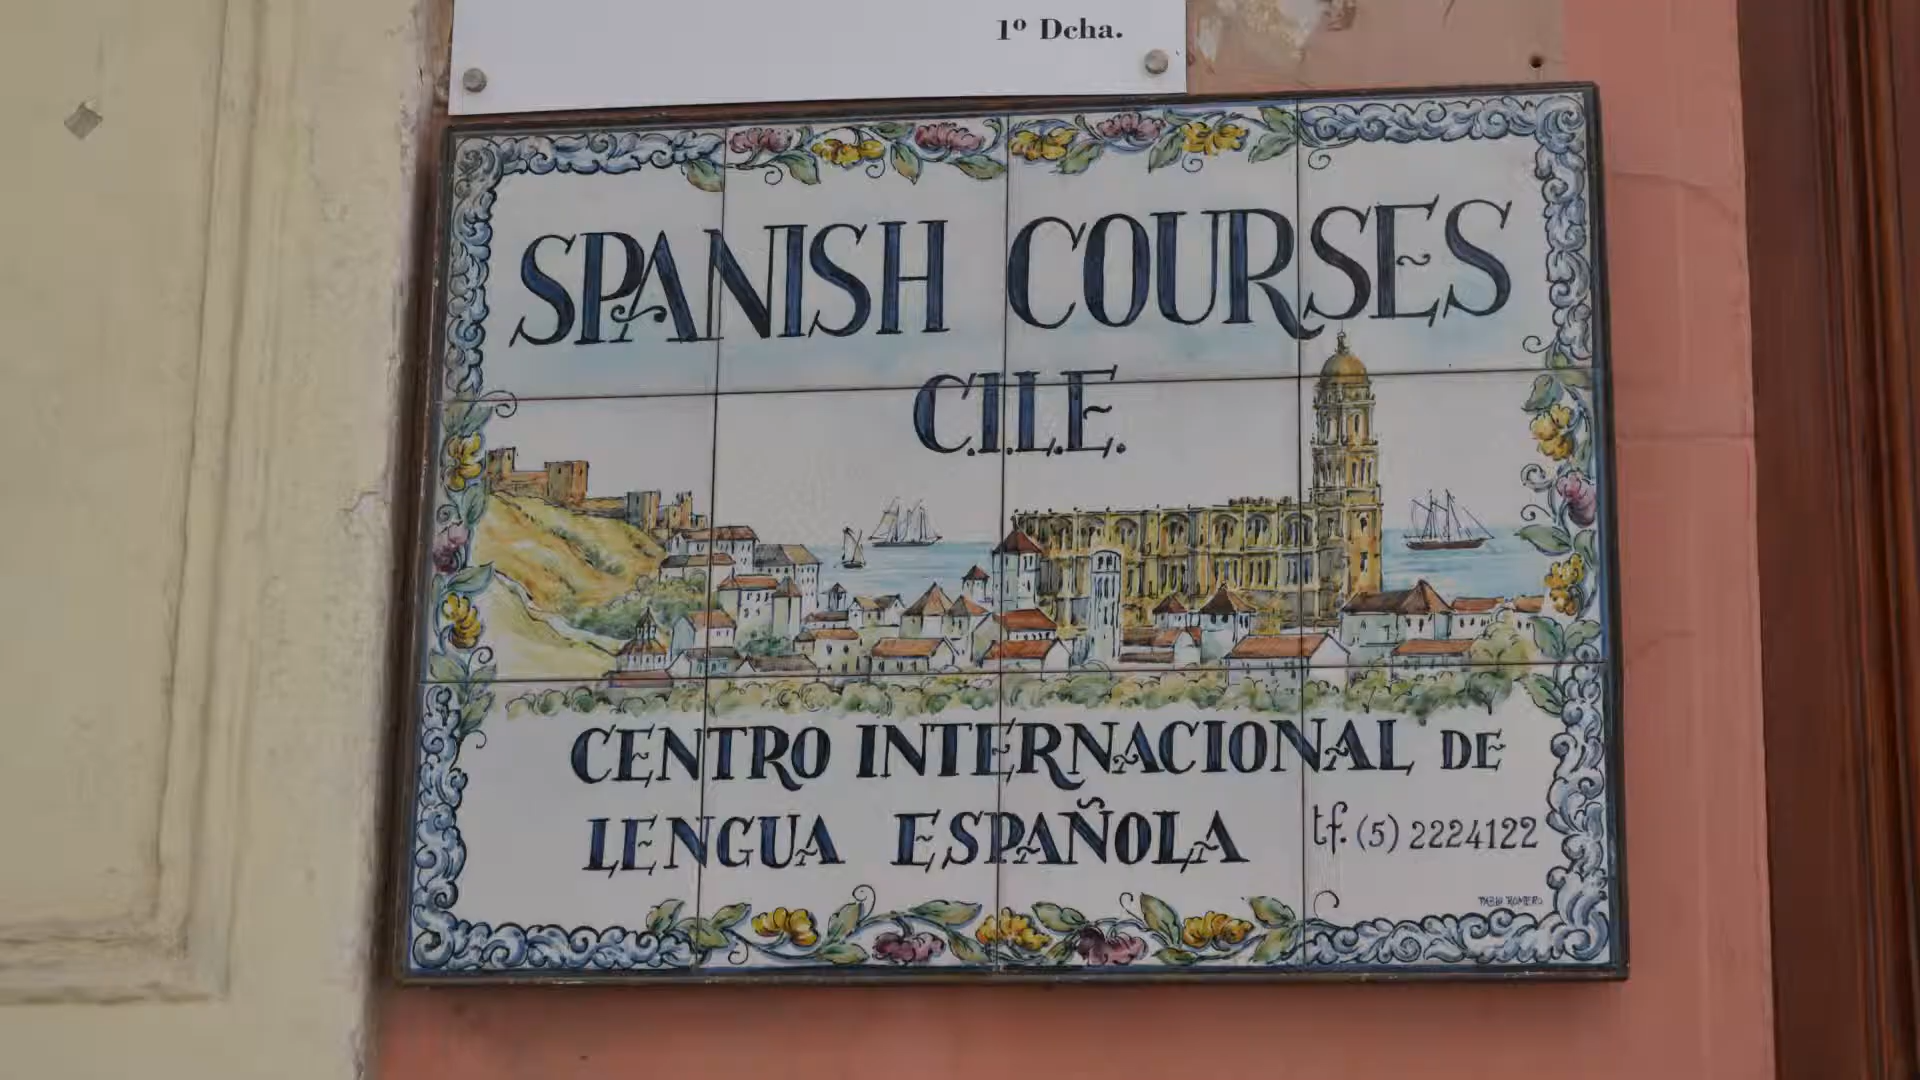 1º Dcha.
SPANISH COURSES
C.I.L.E.
CENTRO INTERNACIONAL DE
LENGUA ESPAÑOLA tf. (5) 2224122
PABLO ROMERO